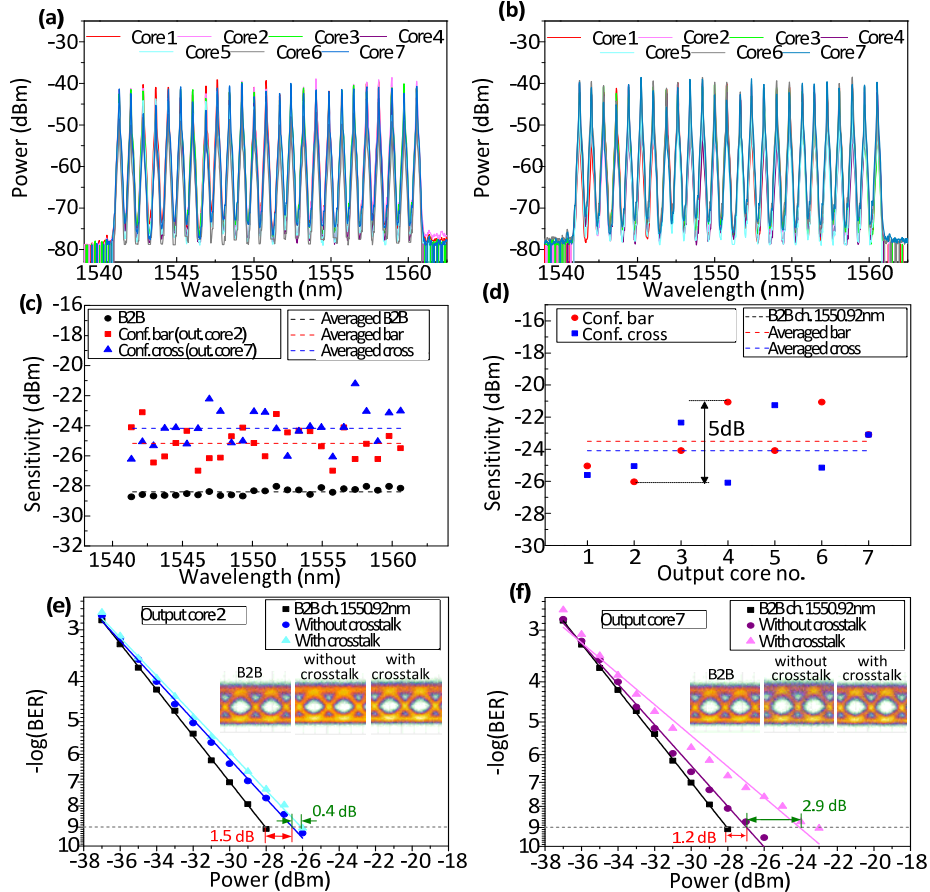 (a)
Core1 Core2 Core3 Core4
Core5 Core6 Core7
Power (dBm)
-25
-40
-50
-60
-70
-80
1540 1545 1550 1555 1560
Wavelength (nm)
(b)
Core1 Core2 Core3 Core4
Core5 Core6 Core7
Power (dBm)
-25
-40
-50
-60
-70
-80
1540 1545 1550 1555 1560
Wavelength (nm)
(c)
B2B
Conf. bar (out. core2)
Conf. cross (out. core7)
Averaged B2B
Averaged bar
Averaged cross
Sensitivity (dBm)
-16
-20
-22
-24
-26
-28
-30
-32
1540 1545 1550 1555 1560
Wavelength (nm)
(d)
Conf. bar
Conf. cross
B2B ch. 1550.92nm
Averaged bar
Averaged cross
5dB
Sensitivity (dBm)
-15
-20
-22
-24
-26
-28
-30
1 2 3 4 5 6 7
Output core no.
(e)
Output core2
B2B ch. 1550.92nm
Without crosstalk
With crosstalk
B2B
without
crosstalk
with
crosstalk
0.4 dB
1.5 dB
-log(BER)
3
4
5
6
7
8
9
10
-38 -36 -34 -32 -30 -28 -26 -24 -22 -20 -18
Power (dBm)
(f)
Output core7
B2B ch. 1550.92nm
Without crosstalk
With crosstalk
B2B
without
crosstalk
with
crosstalk
2.9 dB
1.2 dB
-log(BER)
3
4
5
6
7
8
9
10
-38 -36 -34 -32 -30 -28 -26 -24 -22 -20 -18
Power (dBm)